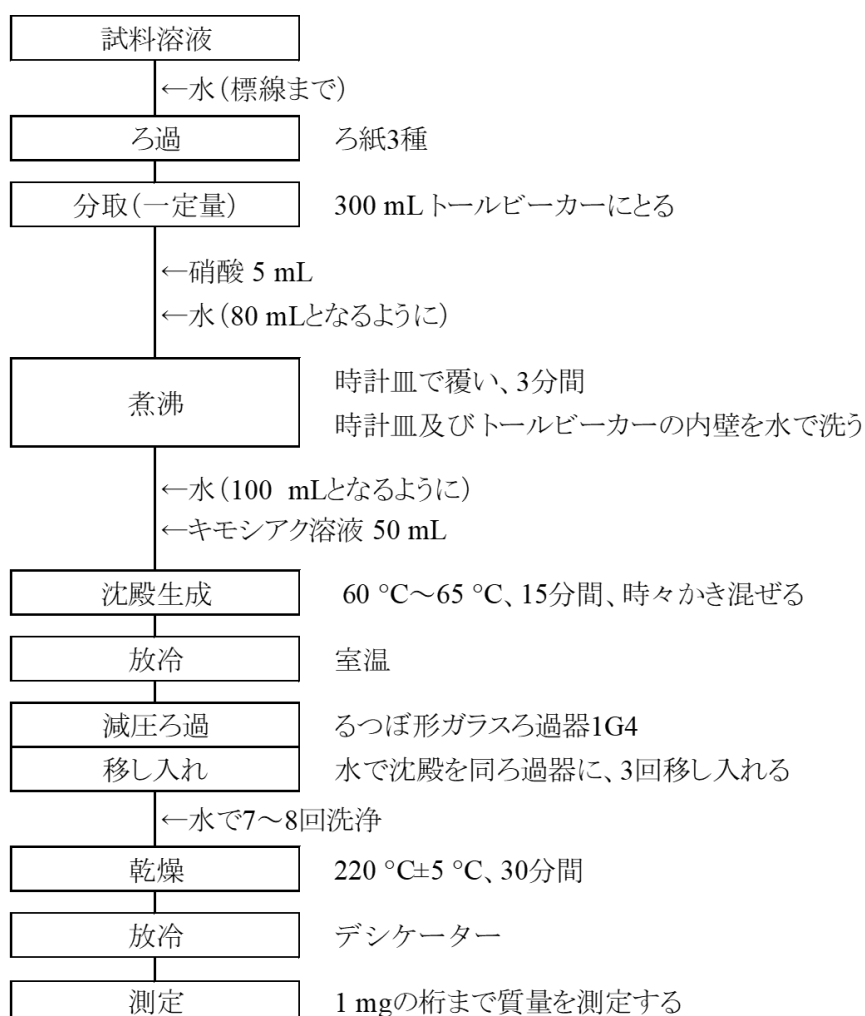 試料溶液
←水(標線まで)
ろ過 ろ紙3種
分取(一定量) 300 mLトールビーカーにとる
←硝酸 5 mL
←水(80 mLとなるように)
煮沸
時計皿で覆い、3分間
時計皿及びトールビーカーの内壁を水で洗う
←水(100 mLとなるように)
←キモシアク溶液 50 mL
沈殿生成 60 °C~65 °C、15分間、時々かき混ぜる
放冷 室温
減圧ろ過 るつぼ形ガラスろ過器1G4
移し入れ 水で沈殿を同ろ過器に、3回移し入れる
←水で7~8回洗浄
乾燥 220 °C±5 °C、30分間
放冷 デシケーター
測定 1 mgの桁まで質量を測定する